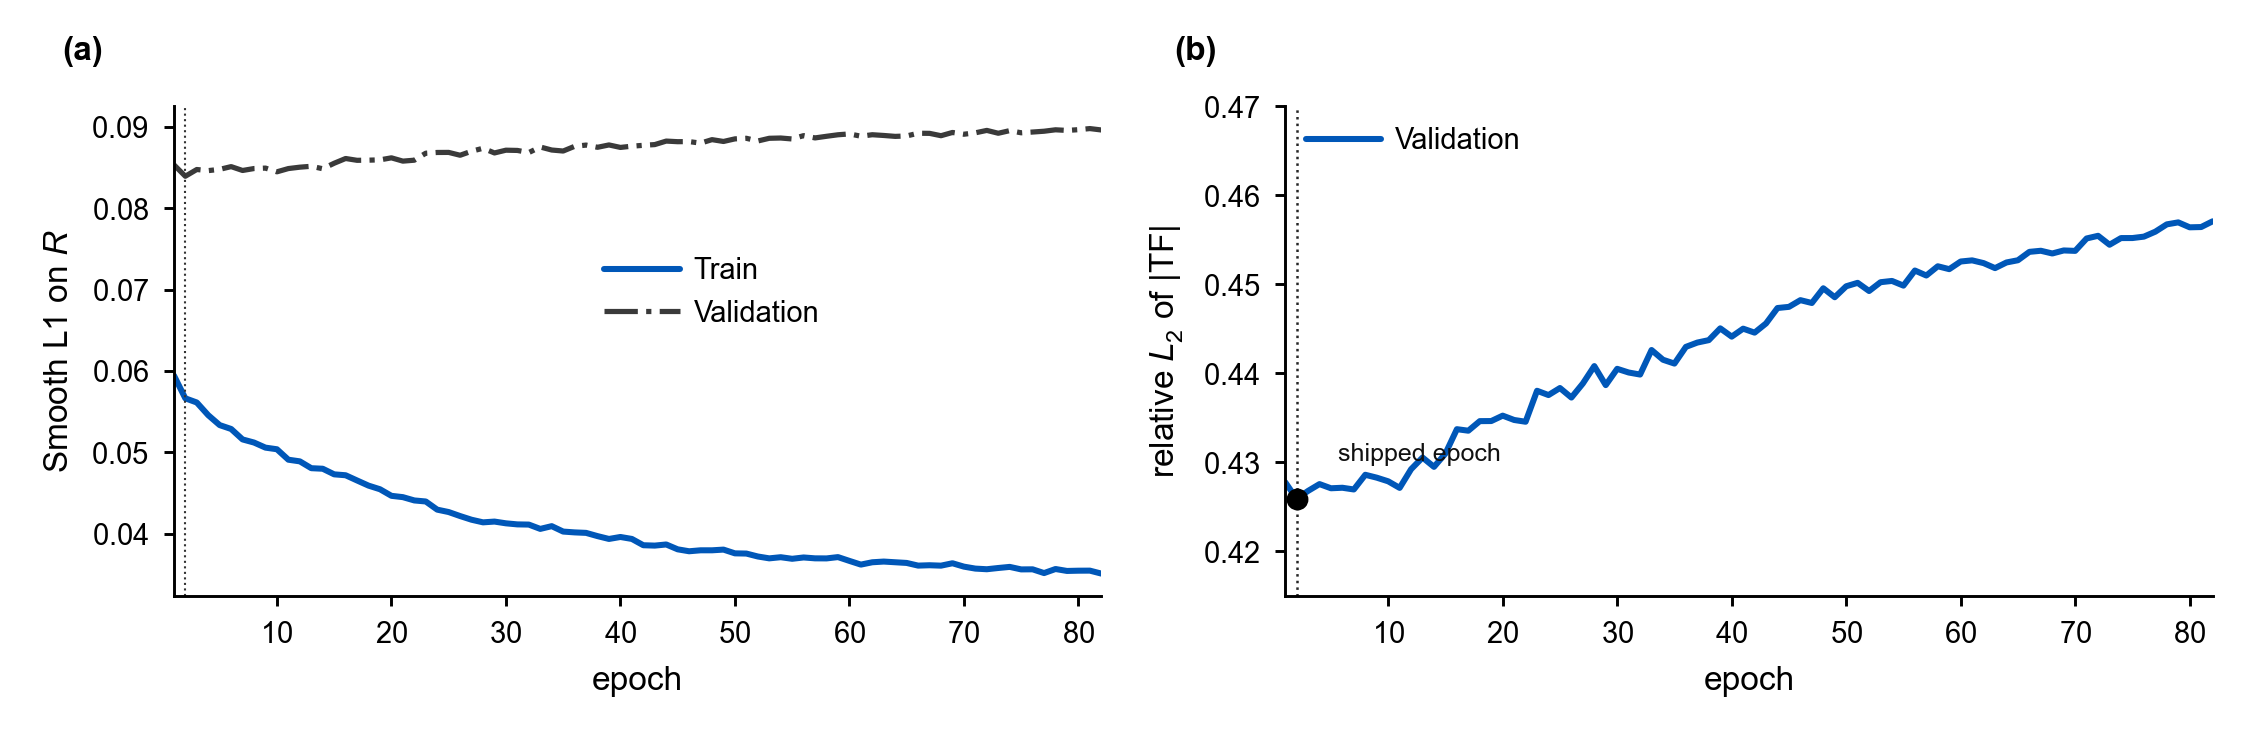 (a)
0.09
0.08
0.07
0.06
0.05
0.04
Smooth L1 on R
Train
Validation
10 20 30 40 50 60 70 80
epoch
(b)
0.47
0.46
0.45
0.44
0.43
0.42
relative L2 of |TF|
Validation
shipped epoch
10 20 30 40 50 60 70 80
epoch